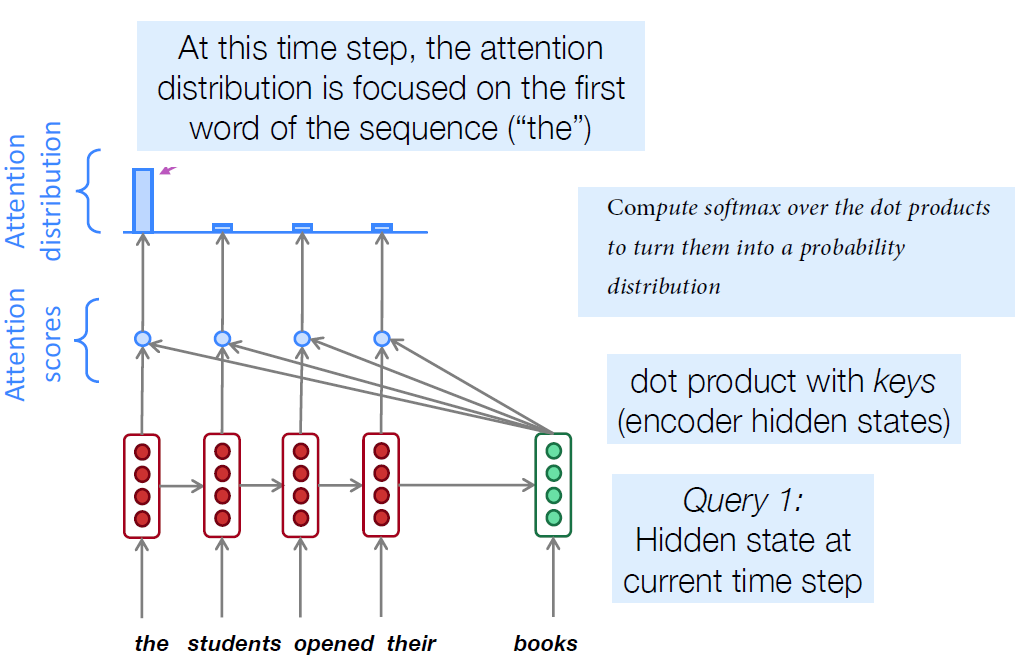 At this time step, the attention
distribution is focused on the first
word of the sequence (“the”)
Attention
distribution
Compute softmax over the dot products
to turn them into a probability
distribution
Attention
scores
dot product with keys
(encoder hidden states)
Query 1:
Hidden state at
current time step
the students opened their books